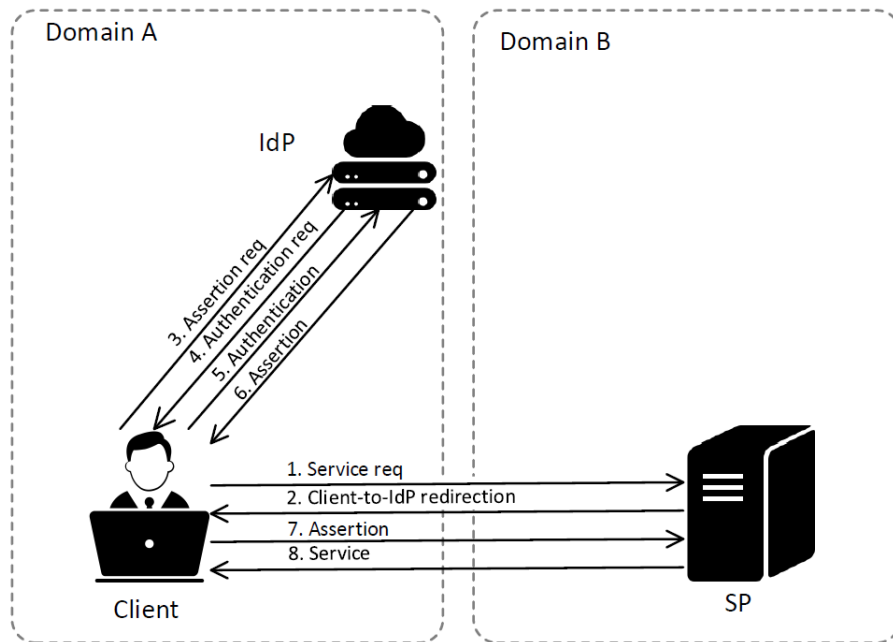 Domain A
Domain B
IdP
3. Assertion req
4. Authentication req
5. Authentication
6. Assertion
1. Service req
2. Client-to-IdP redirection
7. Assertion
8. Service
Client
SP